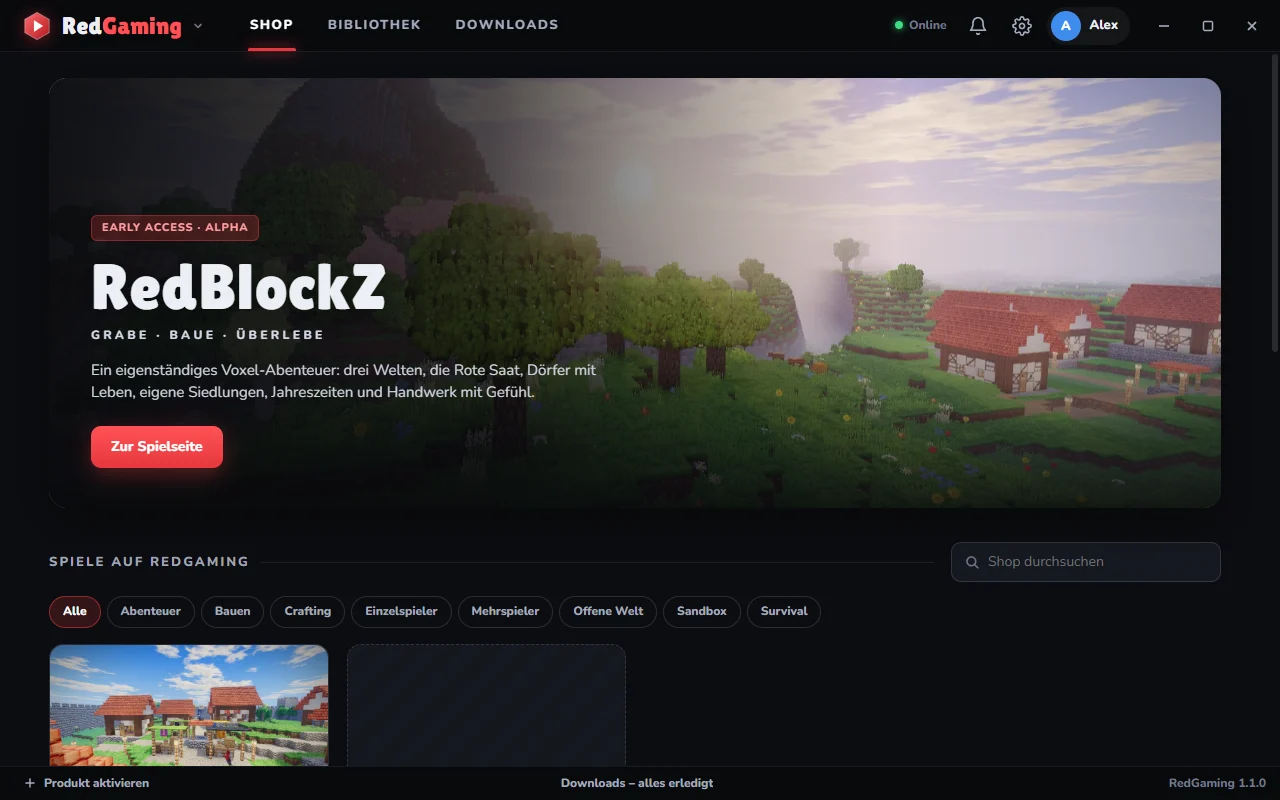 RedGaming
SHOP
BIBLIOTHEK
DOWNLOADS
Online
A
Alex
EARLY ACCESS · ALPHA
RedBlockZ
GRABE · BAUE · ÜBERLEBE
Ein eigenständiges Voxel-Abenteuer: drei Welten, die Rote Saat, Dörfer mit
Leben, eigene Siedlungen, Jahreszeiten und Handwerk mit Gefühl.
Zur Spielseite
SPIELE AUF REDGAMING
Shop durchsuchen
Alle
Abenteuer
Bauen
Crafting
Einzelspieler
Mehrspieler
Offene Welt
Sandbox
Survival
Produkt aktivieren
Downloads – alles erledigt
RedGaming 1.1.0